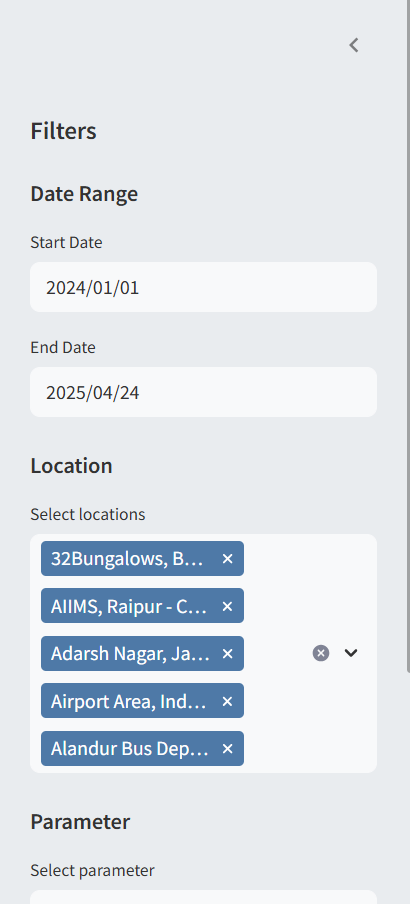 Filters
Date Range
Start Date
2024/01/01
End Date
2025/04/24
Location
Select locations
32Bungalows, B...
AIIMS, Raipur - C...
Adarsh Nagar, Ja...
Airport Area, Ind...
Alandur Bus Dep...
Parameter
Select parameter